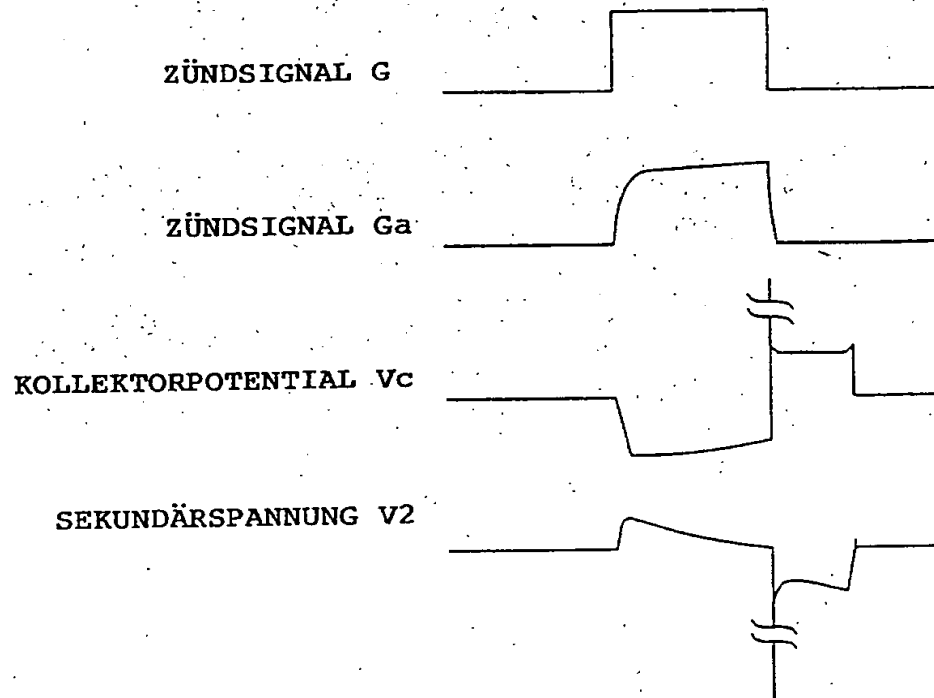 ZÜNDSIGNAL G
ZÜNDSIGNAL Ga
KOLLEKTORPOTENTIAL Vc
SEKUNDÄRSPANNUNG V2